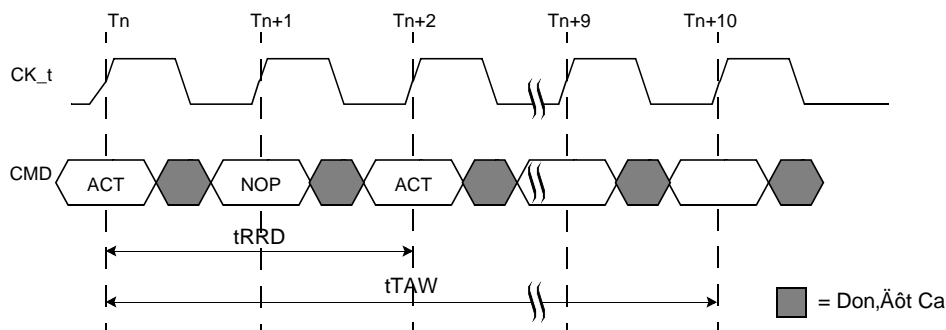 Tn Tn+1 Tn+2 Tn+9 Tn+10
CK_t
CMD ACT NOP ACT
tRRD
tTAW
= Don‚Äôt Ca